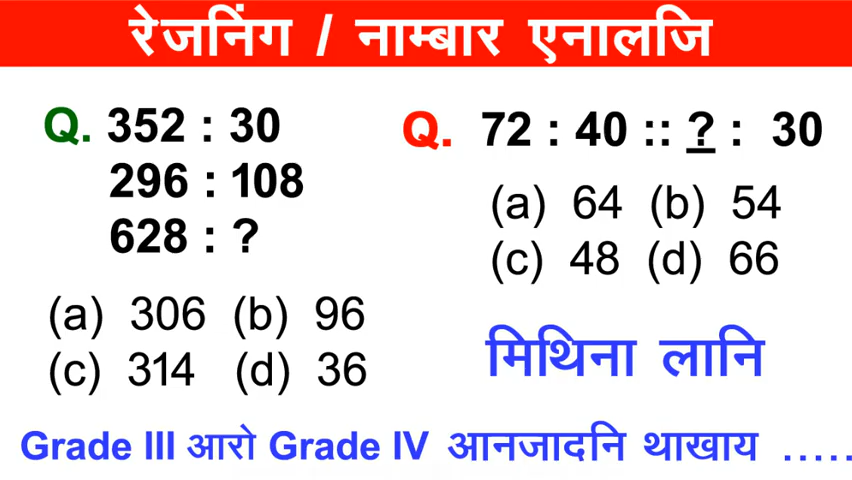 रेजनिंग / नाम्बार एनालजि
Q. 352 : 30
296 : 108
628 : ?
(a) 306 (b) 96
(c) 314 (d) 36
Q. 72 : 40 :: ? : 30
(a) 64 (b) 54
(c) 48 (d) 66
मिथिना लानि
Grade III आरो Grade IV आनजादनि थाखाय .....